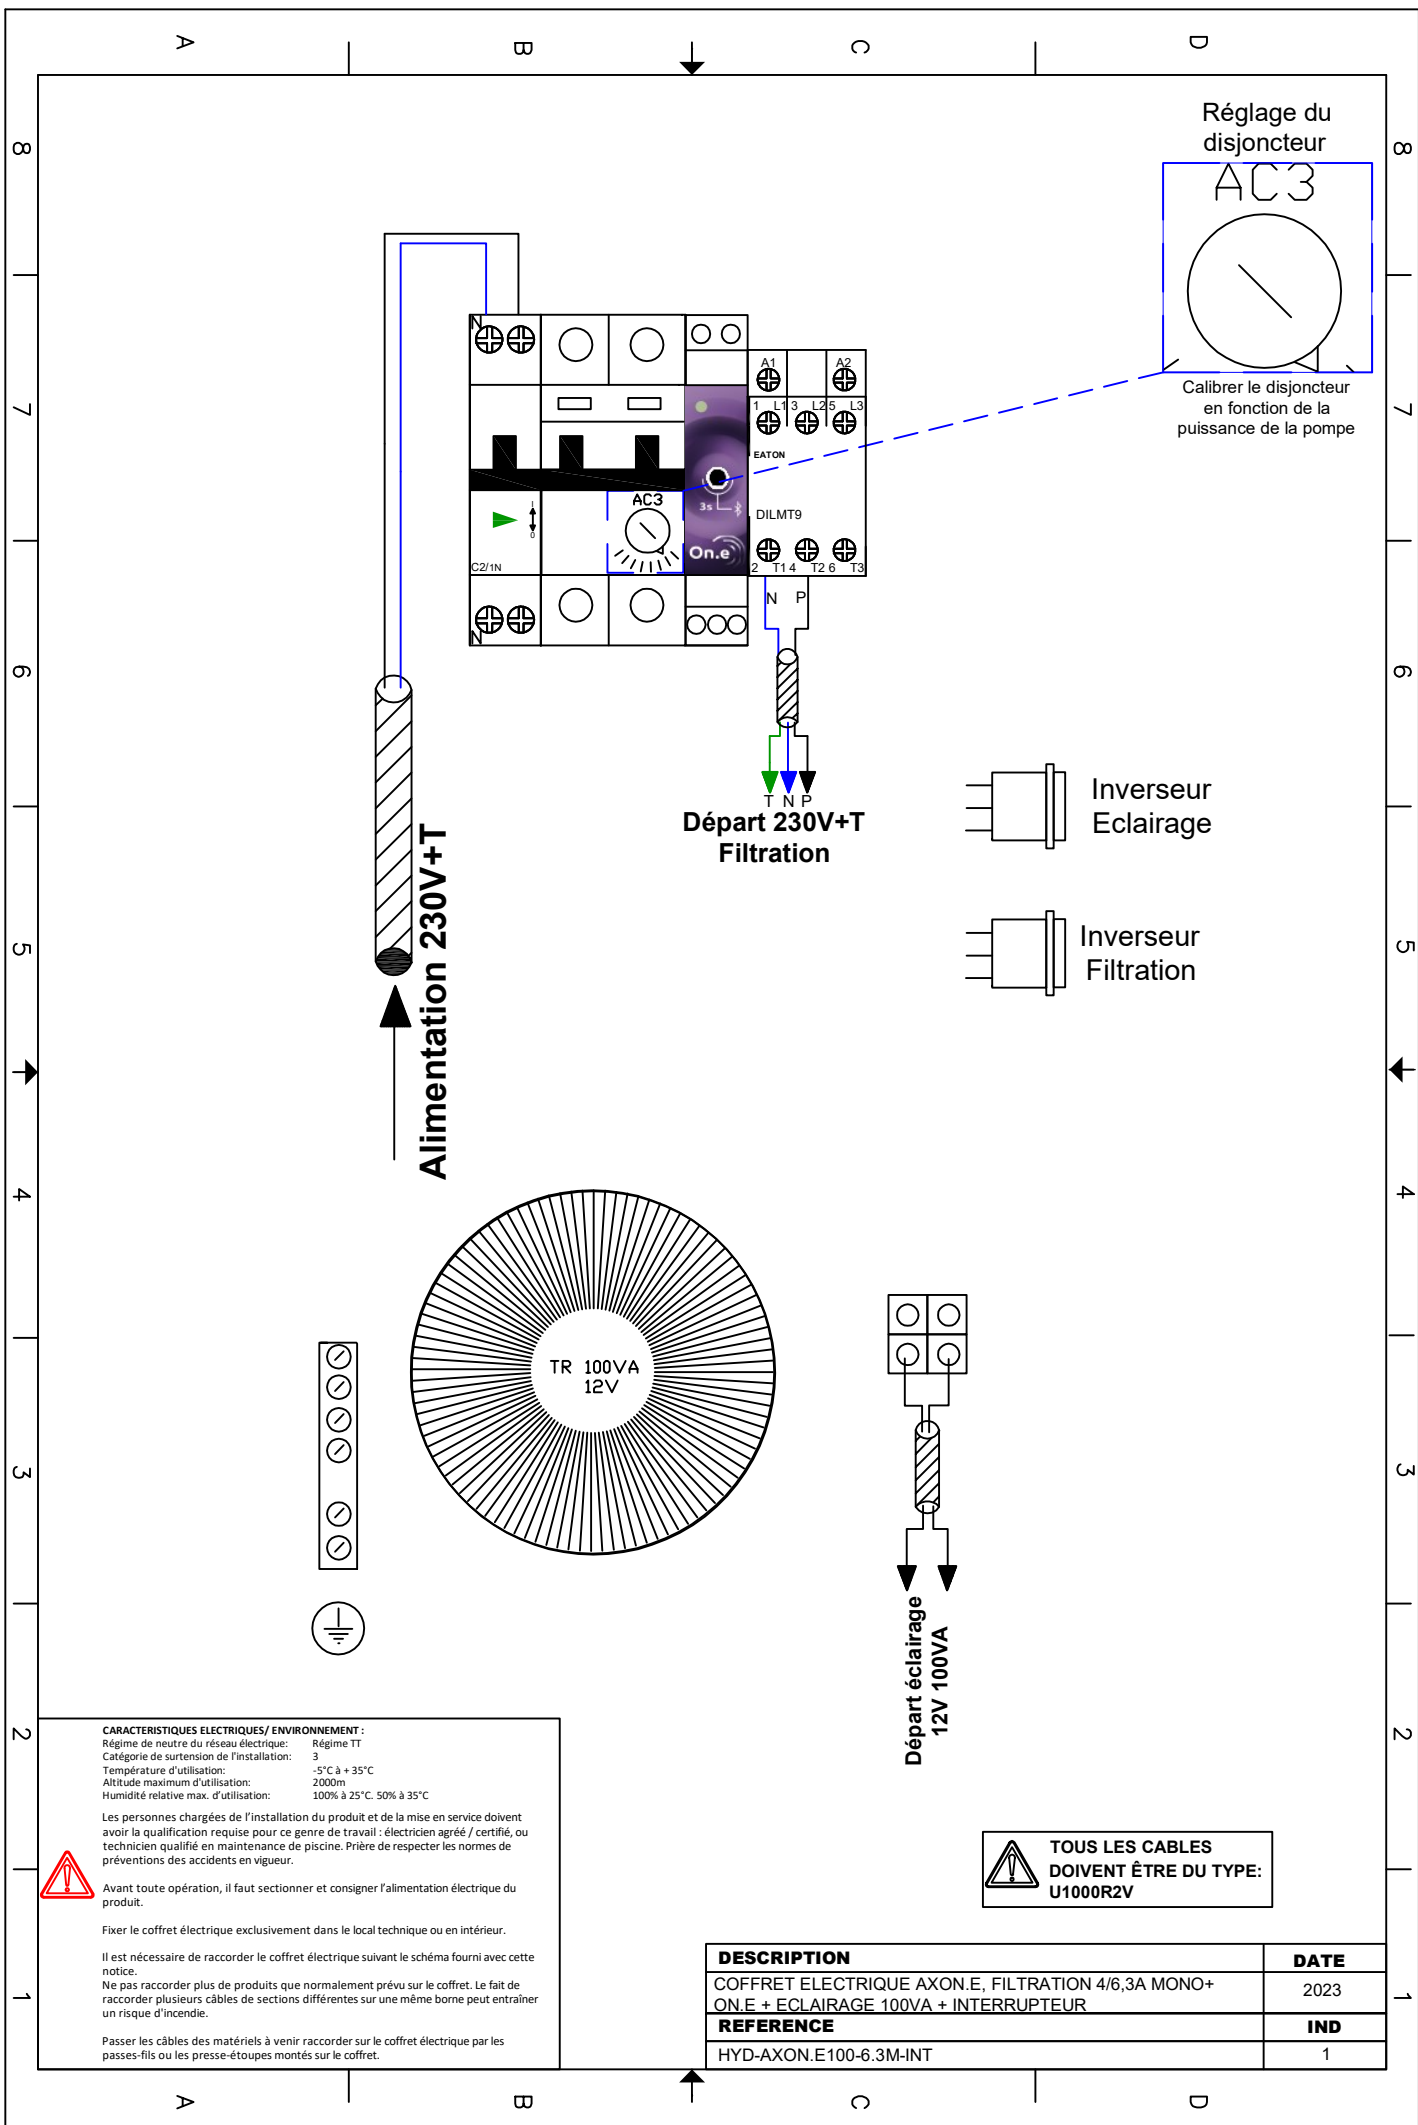 A
B
C
D
8
8
Réglage du
disjoncteur
AC3
Calibrer le disjoncteur
en fonction de la
puissance de la pompe
7
7
N
A1
A2
1 L1 3 L2 5 L3
EATON
AC3
3s
DILMT9
On.e
I
0
C2/1N
2 T1 4 T2 6 T3
N
N P
6
6
T N P
Départ 230V+T
Filtration
Inverseur
Eclairage
Alimentation 230V+T
Inverseur
Filtration
5
5
4
4
TR 100VA
12V
3
3
Départ éclairage
12V 100VA
2
2
CARACTERISTIQUES ELECTRIQUES/ ENVIRONNEMENT :
Régime de neutre du réseau électrique: Régime TT
Catégorie de surtension de l'installation: 3
Température d'utilisation: -5°C à + 35°C
Altitude maximum d'utilisation: 2000m
Humidité relative max. d'utilisation: 100% à 25°C. 50% à 35°C
Les personnes chargées de l'installation du produit et de la mise en service doivent
avoir la qualification requise pour ce genre de travail : électricien agréé / certifié, ou
technicien qualifié en maintenance de piscine. Prière de respecter les normes de
préventions des accidents en vigueur.
Avant toute opération, il faut sectionner et consigner l'alimentation électrique du
produit.
Fixer le coffret électrique exclusivement dans le local technique ou en intérieur.
Il est nécessaire de raccorder le coffret électrique suivant le schéma fourni avec cette
notice.
Ne pas raccorder plus de produits que normalement prévu sur le coffret. Le fait de
raccorder plusieurs câbles de sections différentes sur une même borne peut entraîner
un risque d'incendie.
Passer les câbles des matériels à venir raccorder sur le coffret électrique par les
passes-fils ou les presse-étoupes montés sur le coffret.
TOUS LES CABLES
DOIVENT ÊTRE DU TYPE:
U1000R2V
DESCRIPTION
DATE
COFFRET ELECTRIQUE AXON.E, FILTRATION 4/6,3A MONO+
ON.E + ECLAIRAGE 100VA + INTERRUPTEUR
2023
REFERENCE
IND
HYD-AXON.E100-6.3M-INT
1
1
1
A
B
C
D